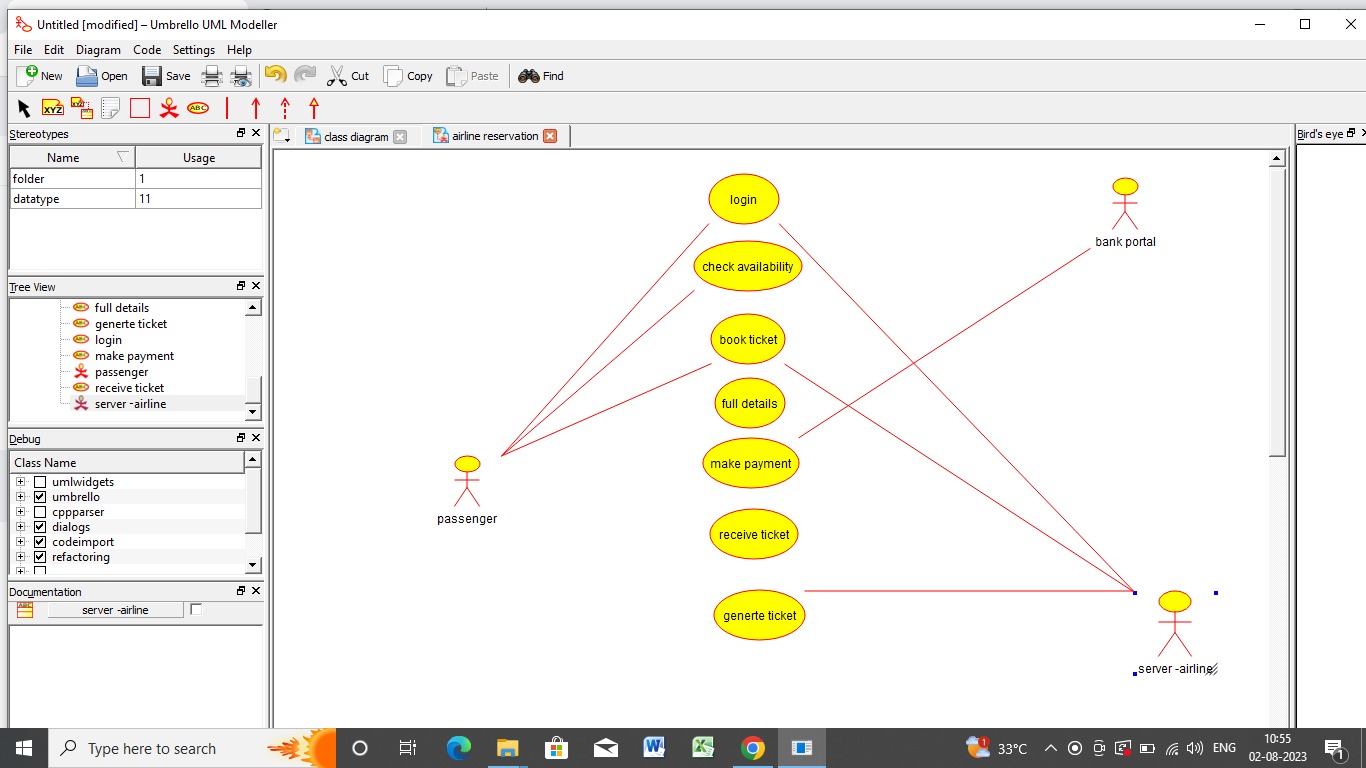 Untitled [modified] – Umbrello UML Modeller
File Edit Diagram Code Settings Help
New Open Save Cut Copy Paste Find
XYZ XYZ ABC
Stereotypes
Name Usage
folder 1
datatype 11
Tree View
full details
generte ticket
login
make payment
passenger
receive ticket
server -airline
Debug
Class Name
umlwidgets
umbrello
cppparser
dialogs
codeimport
refactoring
Documentation
server -airline
class diagram airline reservation
login
check availability
book ticket
full details
make payment
receive ticket
generte ticket
passenger
bank portal
server -airline
Bird's eye
Type here to search
1 33°C ENG
10:55
02-08-2023
1